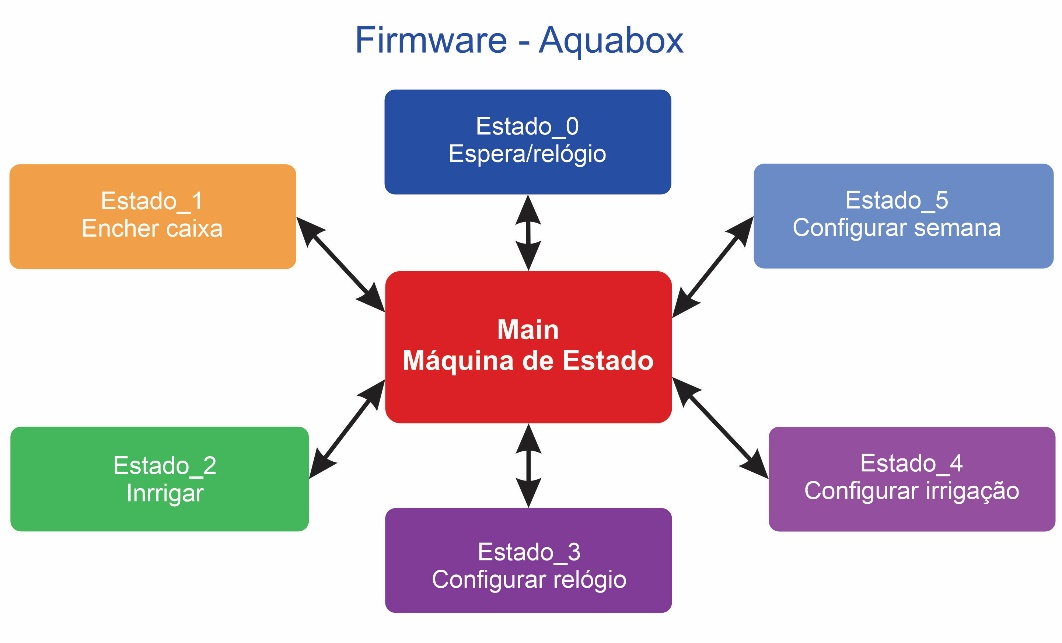 Firmware - Aquabox
Estado_0
Espera/relógio
Estado_1
Encher caixa
Estado_5
Configurar semana
Main
Máquina de Estado
Estado_2
Inrrigar
Estado_4
Configurar irrigação
Estado_3
Configurar relógio